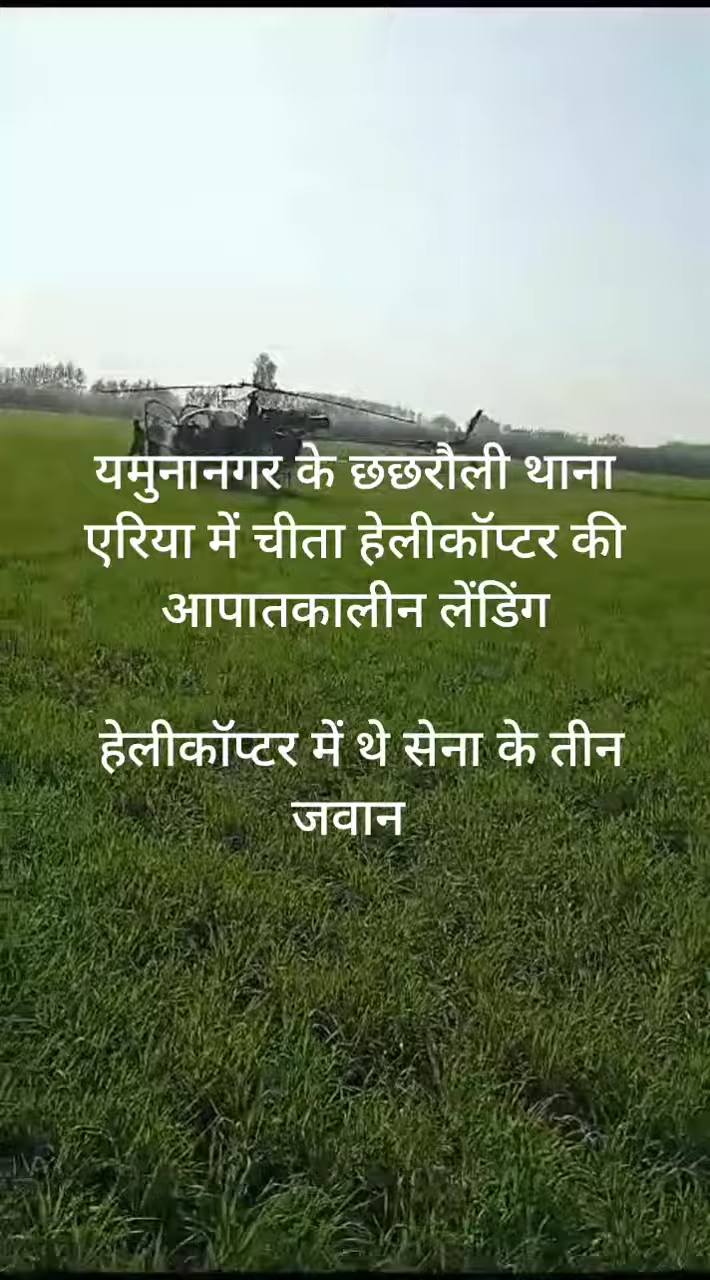 यमुनानगर के छछरौली थाना
एरिया में चीता हेलीकॉप्टर की
आपातकालीन लेंडिंग
हेलीकॉप्टर में थे सेना के तीन
जवान